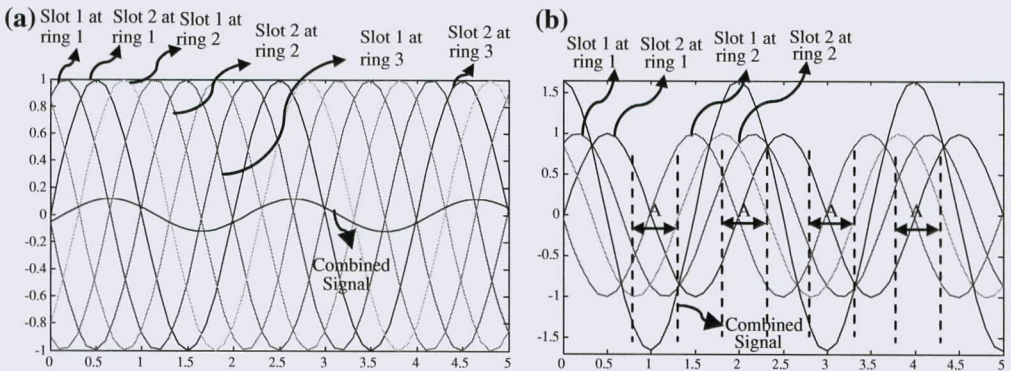 (a)
Slot 1 at
ring 1
Slot 2 at
ring 1
Slot 1 at
ring 2
Slot 2 at
ring 2
Slot 1 at
ring 3
Slot 2 at
ring 3
1
0.8
0.6
0.4
0.2
0
-0.2
-0.4
-0.6
-0.8
-1
Combined
Signal
0 0.5 1 1.5 2 2.5 3 3.5 4 4.5 5
(b)
Slot 1 at
ring 1
Slot 2 at
ring 1
Slot 1 at
ring 2
Slot 2 at
ring 2
1.5
1
0.5
0
-0.5
-1
-1.5
A A A A
Combined
Signal
0 0.5 1 1.5 2 2.5 3 3.5 4 4.5 5